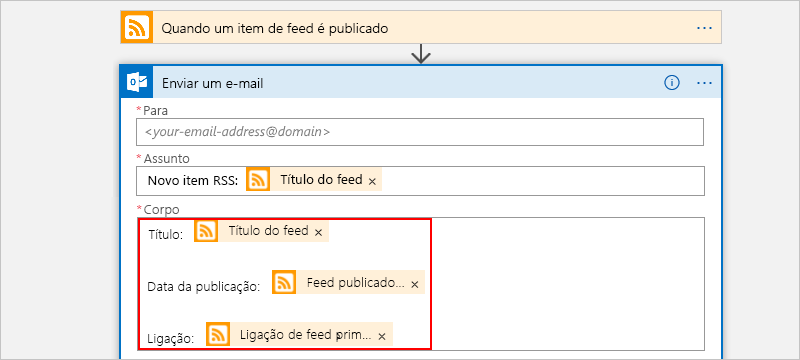 Quando um item de feed é publicado
Enviar um e-mail
*Para
<your-email-address@domain>
*Assunto
Novo item RSS: Título do feed ×
*Corpo
Título: Título do feed ×
Data da publicação: Feed publicado... ×
Ligação: Ligação de feed prim... ×